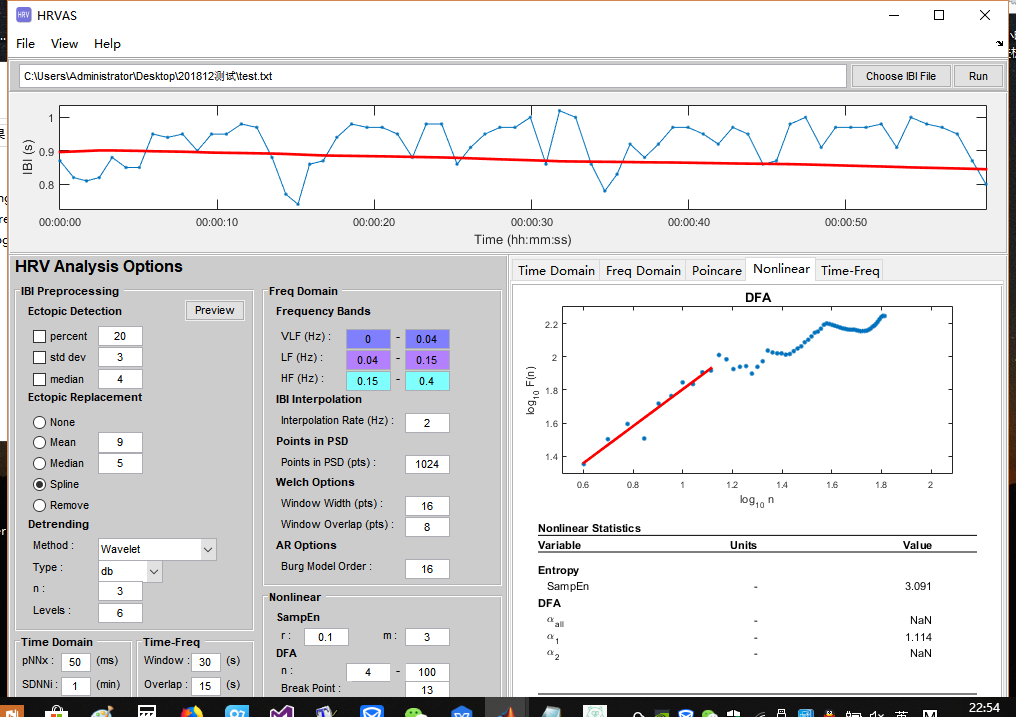 HRV HRVAS
File View Help
C:\Users\Administrator\Desktop\201812测试\test.txt Choose IBI File Run
IBI (s)
1
0.9
0.8
00:00:00 00:00:10 00:00:20 00:00:30 00:00:40 00:00:50
Time (hh:mm:ss)
HRV Analysis Options
IBI Preprocessing
Ectopic Detection Preview
percent 20
std dev 3
median 4
Ectopic Replacement
None
Mean 9
Median 5
Spline
Remove
Detrending
Method : Wavelet
Type : db
n : 3
Levels : 6
Time Domain
pNNx : 50 (ms)
SDNNi : 1 (min)
Time-Freq
Window : 30 (s)
Overlap : 15 (s)
Freq Domain
Frequency Bands
VLF (Hz) : 0 - 0.04
LF (Hz) : 0.04 - 0.15
HF (Hz) : 0.15 - 0.4
IBI Interpolation
Interpolation Rate (Hz) : 2
Points in PSD
Points in PSD (pts) : 1024
Welch Options
Window Width (pts) : 16
Window Overlap (pts) : 8
AR Options
Burg Model Order : 16
Nonlinear
SampEn
r : 0.1 m : 3
DFA
n : 4 - 100
Break Point : 13
Time Domain Freq Domain Poincare Nonlinear Time-Freq
DFA
log10 F(n)
2.2
2
1.8
1.6
1.4
0.6 0.8 1 1.2 1.4 1.6 1.8 2
log10 n
Nonlinear Statistics
Variable Units Value
Entropy
SampEn - 3.091
DFA
α all - NaN
α 1 - 1.114
α 2 - NaN
英 22:54